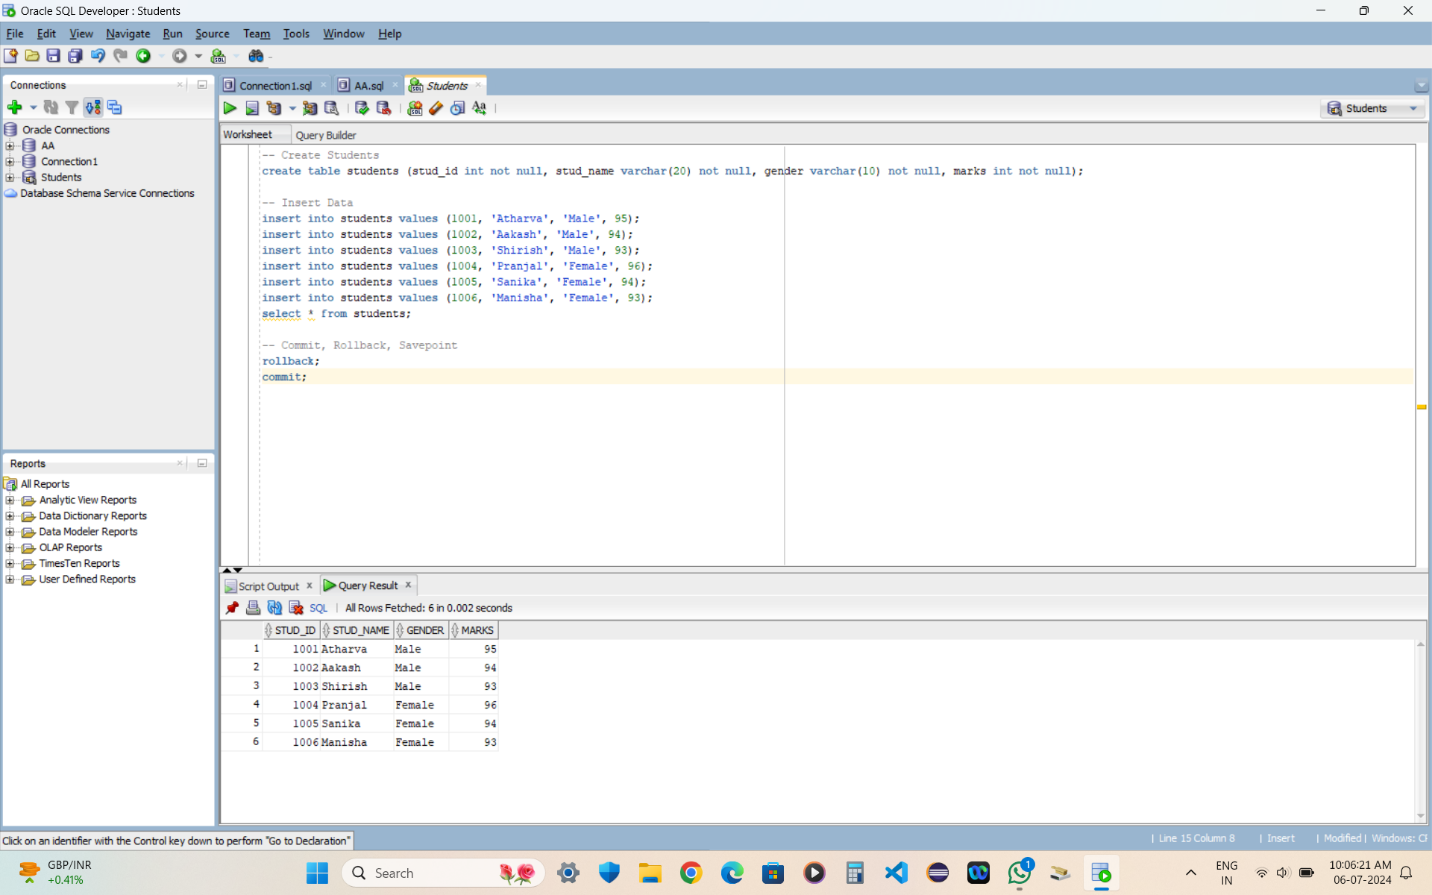 Oracle SQL Developer : Students
File Edit View Navigate Run Source Team Tools Window Help
Connections
Oracle Connections
AA
Connection1
Students
Database Schema Service Connections
Reports
All Reports
Analytic View Reports
Data Dictionary Reports
Data Modeler Reports
OLAP Reports
TimesTen Reports
User Defined Reports
Connection1.sql AA.sql Students
Students
Worksheet Query Builder
-- Create Students
create table students (stud_id int not null, stud_name varchar(20) not null, gender varchar(10) not null, marks int not null);
-- Insert Data
insert into students values (1001, 'Atharva', 'Male', 95);
insert into students values (1002, 'Aakash', 'Male', 94);
insert into students values (1003, 'Shirish', 'Male', 93);
insert into students values (1004, 'Pranjal', 'Female', 96);
insert into students values (1005, 'Sanika', 'Female', 94);
insert into students values (1006, 'Manisha', 'Female', 93);
select * from students;
-- Commit, Rollback, Savepoint
rollback;
commit;
Script Output Query Result
SQL | All Rows Fetched: 6 in 0.002 seconds
STUD_ID STUD_NAME GENDER MARKS
1 1001 Atharva Male 95
2 1002 Aakash Male 94
3 1003 Shirish Male 93
4 1004 Pranjal Female 96
5 1005 Sanika Female 94
6 1006 Manisha Female 93
Click on an identifier with the Control key down to perform "Go to Declaration"
| Line 15 Column 8 | Insert | Modified | Windows:
GBP/INR
+0.41%
Search
1
ENG
IN
10:06:21 AM
06-07-2024